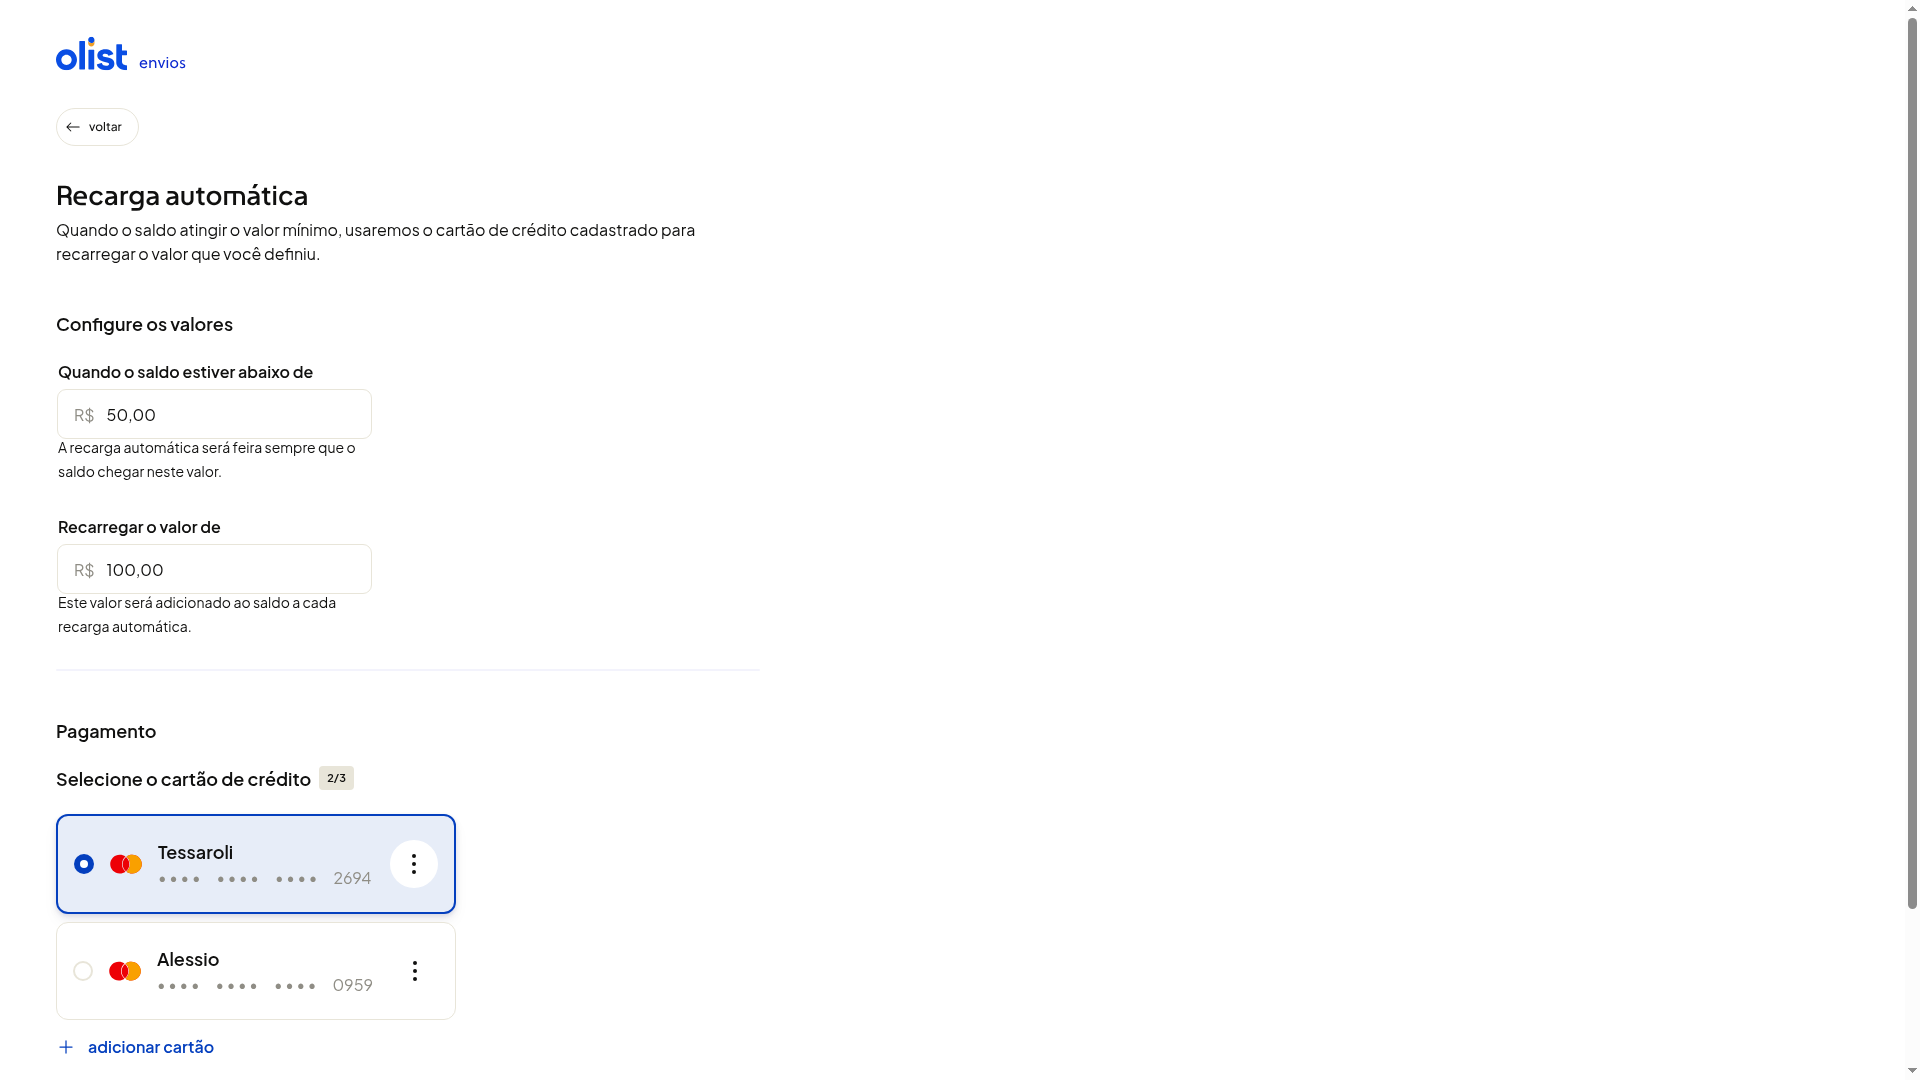 olist envios
voltar
Recarga automática
Quando o saldo atingir o valor mínimo, usaremos o cartão de crédito cadastrado para
recarregar o valor que você definiu.
Configure os valores
Quando o saldo estiver abaixo de
R$ 50,00
A recarga automática será feira sempre que o
saldo chegar neste valor.
Recarregar o valor de
R$ 100,00
Este valor será adicionado ao saldo a cada
recarga automática.
Pagamento
Selecione o cartão de crédito 2/3
Tessaroli
•••• •••• •••• 2694
Alessio
•••• •••• •••• 0959
+ adicionar cartão